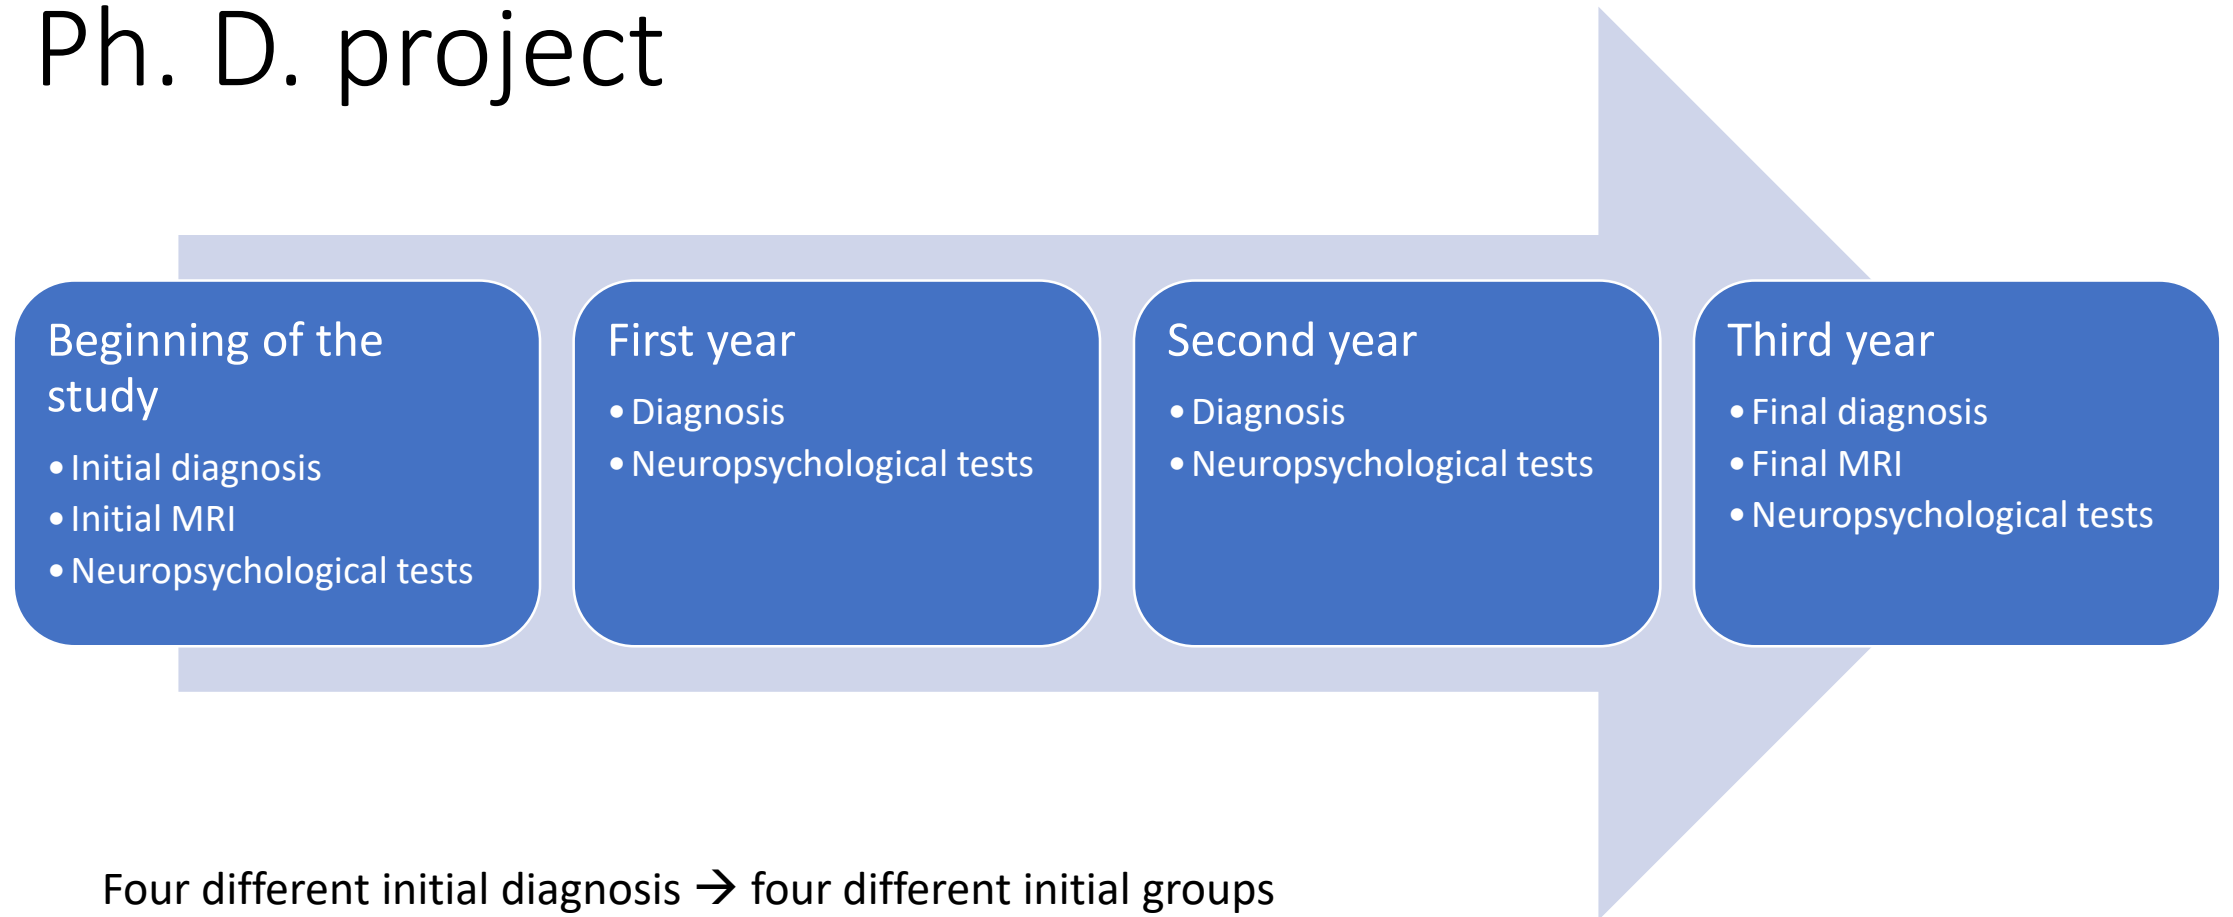 Ph. D. project
Beginning of the
study
• Initial diagnosis
• Initial MRI
• Neuropsychological tests
First year
• Diagnosis
• Neuropsychological tests
Second year
• Diagnosis
• Neuropsychological tests
Third year
• Final diagnosis
• Final MRI
• Neuropsychological tests
Four different initial diagnosis → four different initial groups